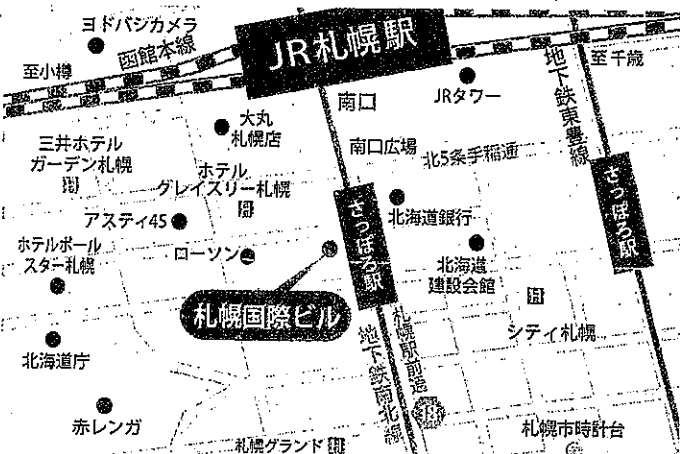 ヨドバシカメラ
函館本線
至小樽
JR札幌駅
至千歳
地下鉄東豊線
南口
JRタワー
大丸
札幌店
南口広場
北5条手稲通
三井ホテル
ガーデン札幌
ホテル
グレイスリー札幌
さっぽろ駅
さっぽろ駅
アスティ45
北海道銀行
ホテルポール
スター札幌
ローソン
北海道
建設会館
札幌国際ビル
シティ札幌
北海道庁
地下鉄南北線
札幌駅前通
赤レンガ
札幌グランド
札幌市時計台